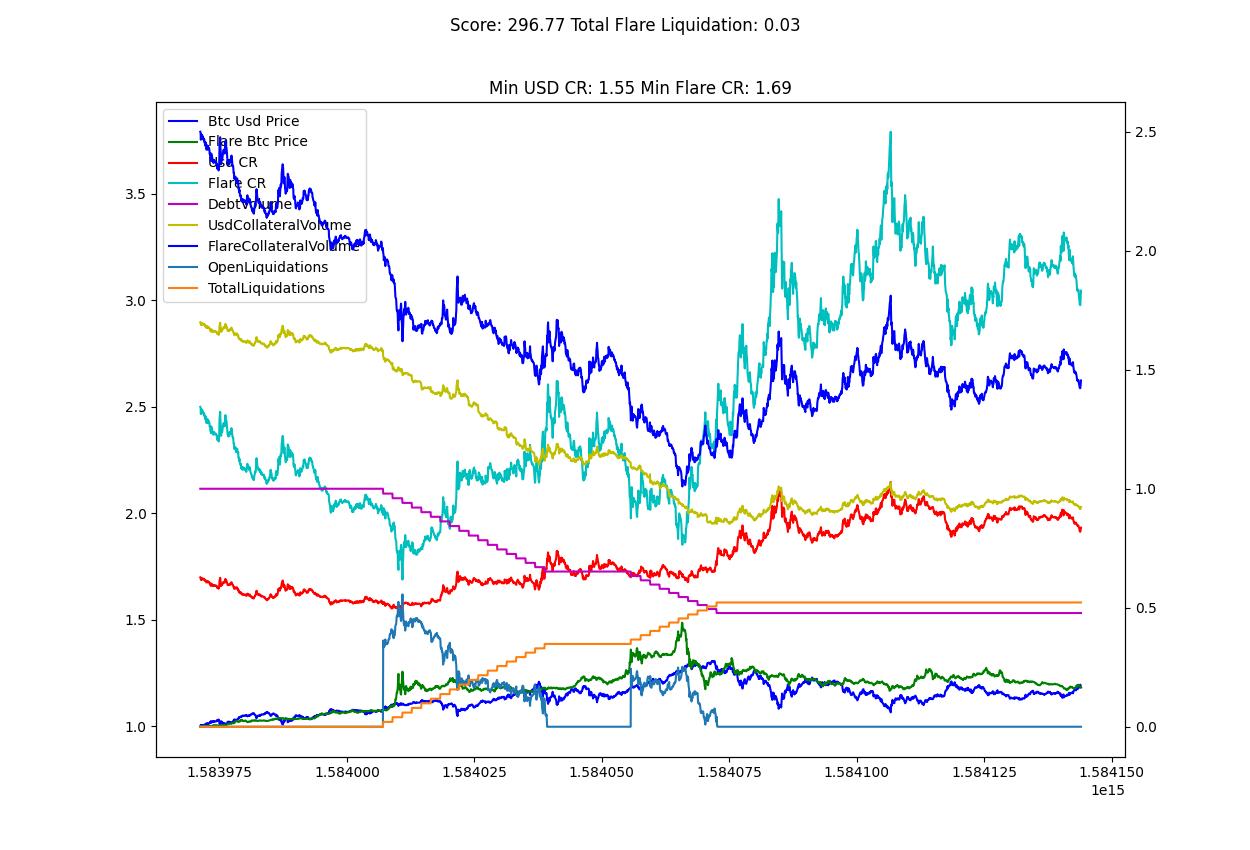 Score: 296.77 Total Flare Liquidation: 0.03
Min USD CR: 1.55 Min Flare CR: 1.69
Btc Usd Price
Flare Btc Price
Usd CR
Flare CR
DebtVolume
UsdCollateralVolume
FlareCollateralVolume
OpenLiquidations
TotalLiquidations
3.5
3.0
2.5
2.0
1.5
1.0
2.5
2.0
1.5
1.0
0.5
0.0
1.583975 1.584000 1.584025 1.584050 1.584075 1.584100 1.584125 1.584150
1e15